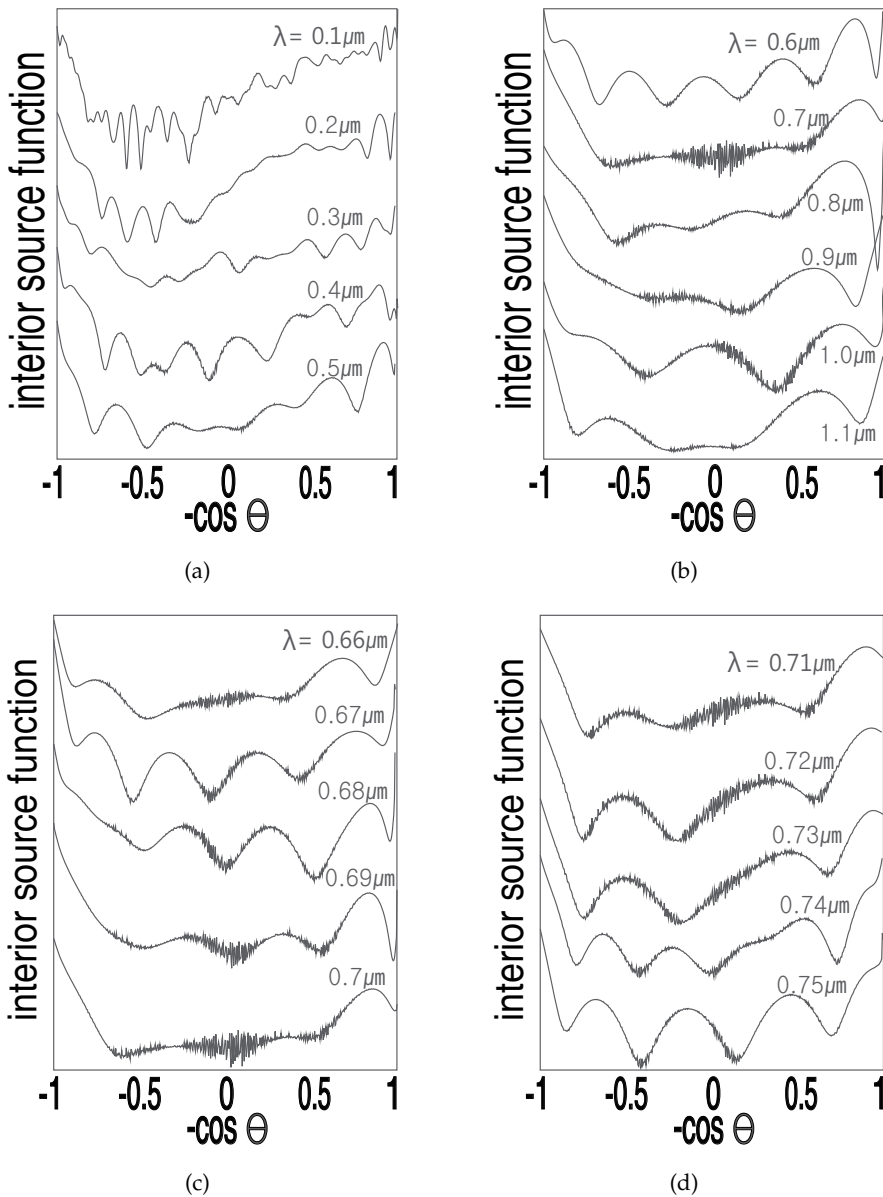 interior source function
λ= 0.1µm
0.2µm
0.3µm
0.4µm
0.5µm
-1 -0.5 0 0.5 1
-cos θ
(a)
interior source function
λ= 0.6µm
0.7µm
0.8µm
0.9µm
1.0µm
1.1µm
-1 -0.5 0 0.5 1
-cos θ
(b)
interior source function
λ= 0.66µm
0.67µm
0.68µm
0.69µm
0.7µm
-1 -0.5 0 0.5 1
-cos θ
(c)
interior source function
λ= 0.71µm
0.72µm
0.73µm
0.74µm
0.75µm
-1 -0.5 0 0.5 1
-cos θ
(d)